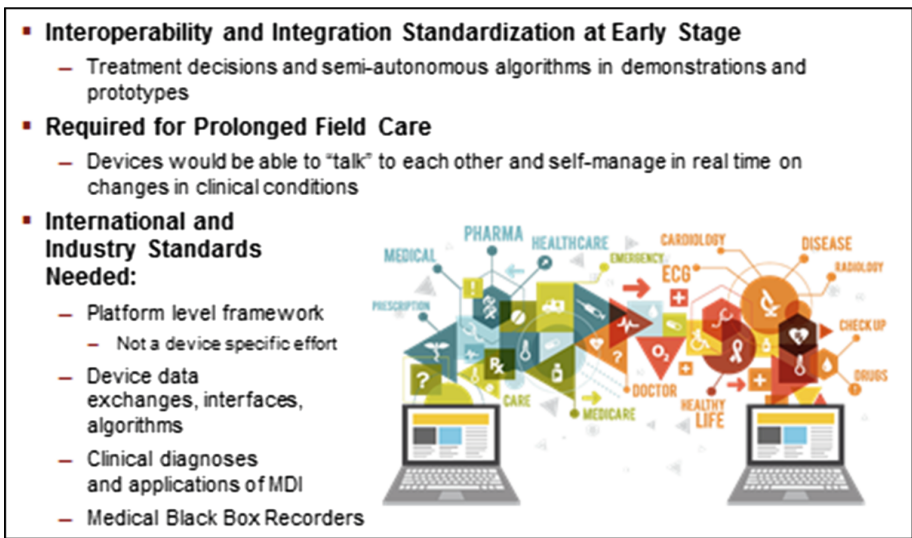 ▪ Interoperability and Integration Standardization at Early Stage
– Treatment decisions and semi-autonomous algorithms in demonstrations and
prototypes
▪ Required for Prolonged Field Care
– Devices would be able to “talk” to each other and self-manage in real time on
changes in clinical conditions
▪ International and
Industry Standards
Needed:
– Platform level framework
– Not a device specific effort
– Device data
exchanges, interfaces,
algorithms
– Clinical diagnoses
and applications of MDI
– Medical Black Box Recorders
MEDICAL
PHARMA
HEALTHCARE
EMERGENCY
PRESCRIPTION
!
Rx
?
CARE
MEDICARE
DOCTOR
?
CARDIOLOGY
DISEASE
ECG
RADIOLOGY
O2
CHECK UP
DRUGS
HEALTHY
LIFE